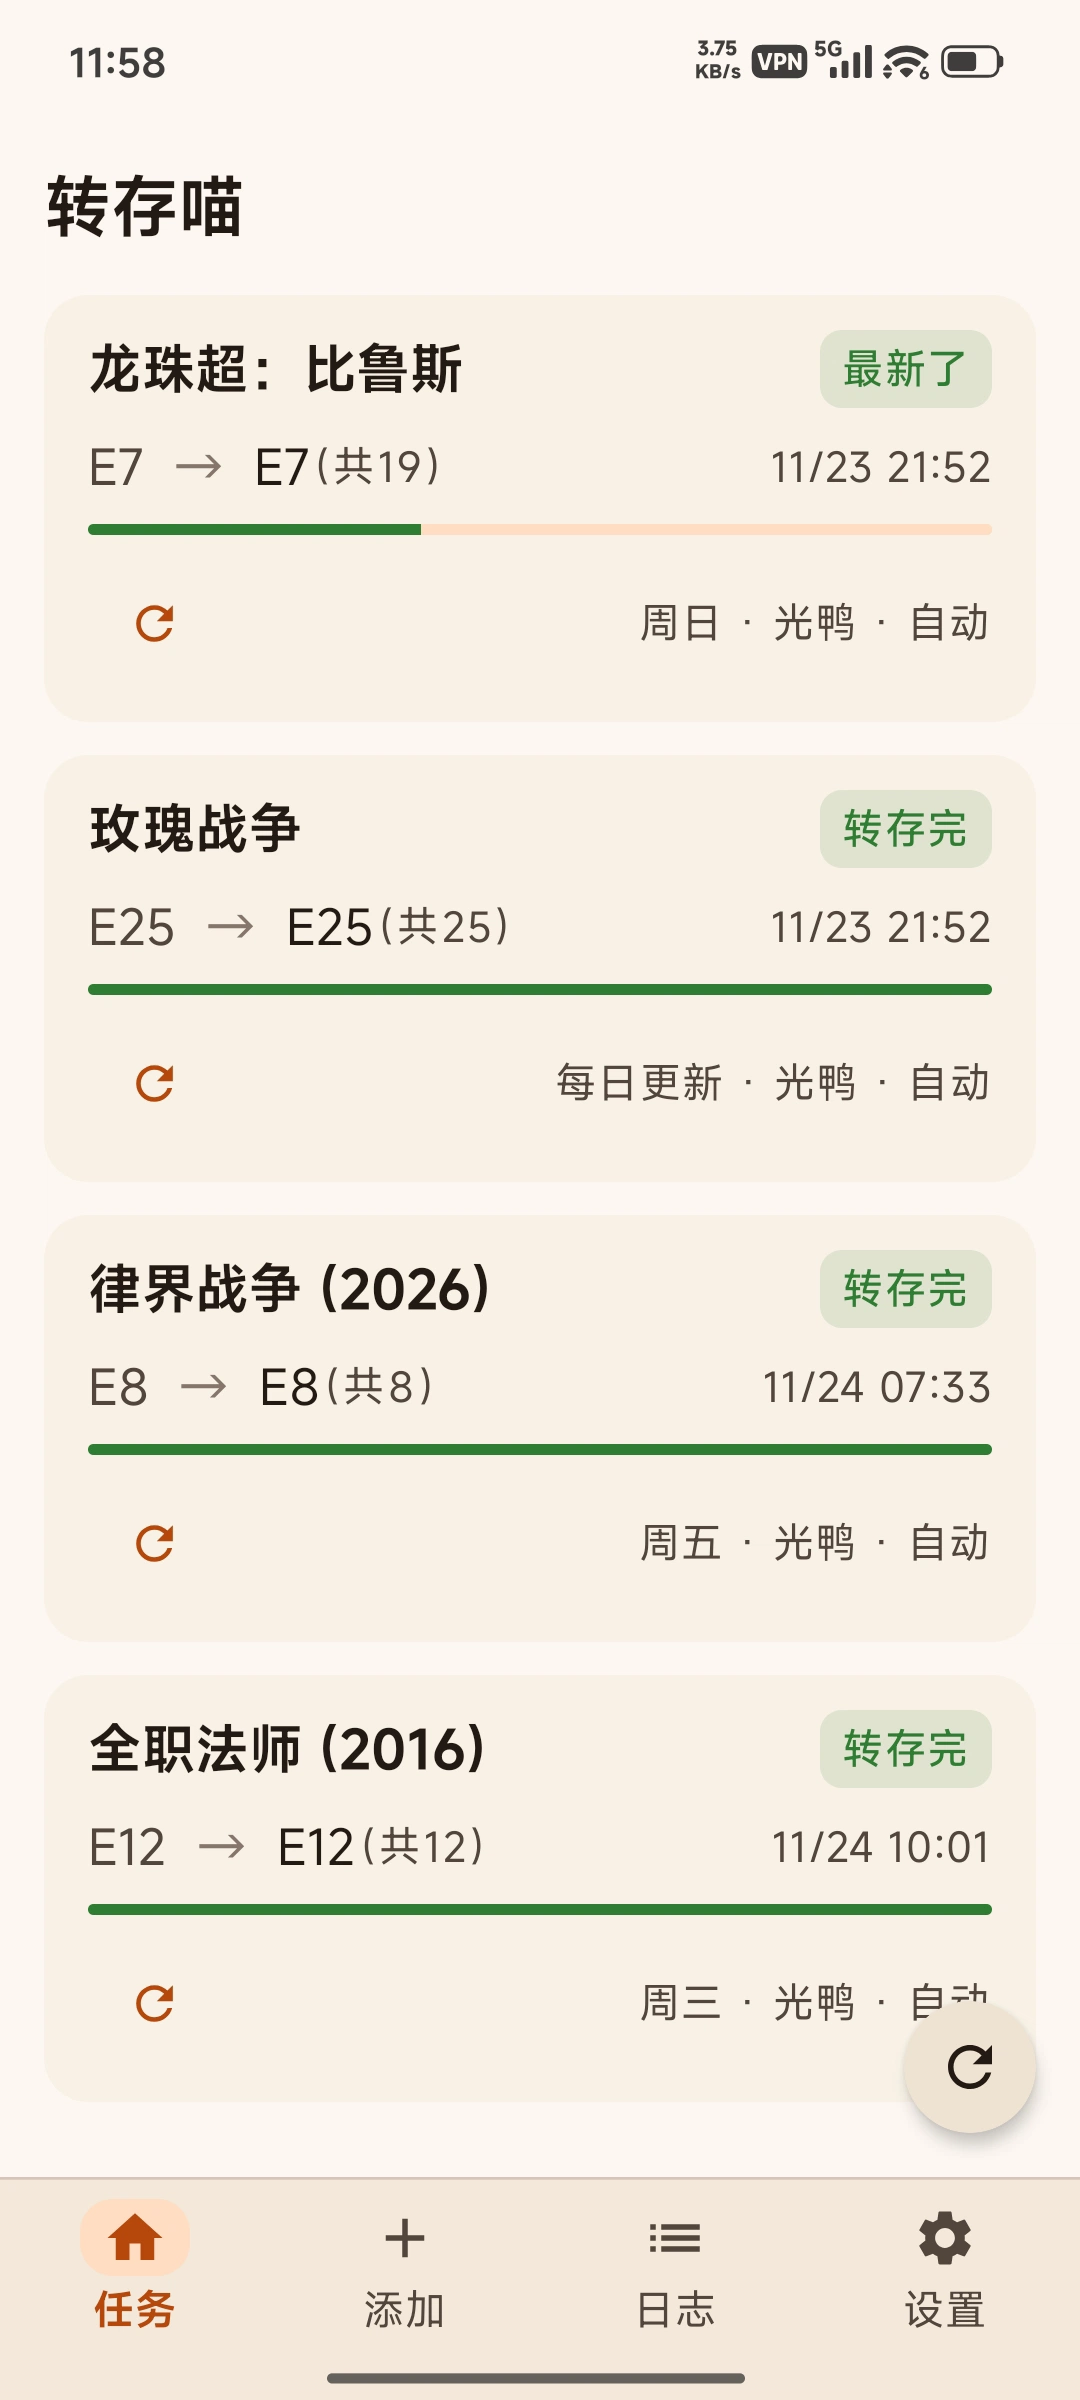 11:58
3.75 KB/s VPN 5G 6
转存喵
龙珠超：比鲁斯 最新了
E7 → E7(共19) 11/23 21:52
周日 · 光鸭 · 自动
玫瑰战争 转存完
E25 → E25(共25) 11/23 21:52
每日更新 · 光鸭 · 自动
律界战争 (2026) 转存完
E8 → E8(共8) 11/24 07:33
周五 · 光鸭 · 自动
全职法师 (2016) 转存完
E12 → E12(共12) 11/24 10:01
周三 · 光鸭 · 自动
任务 添加 日志 设置